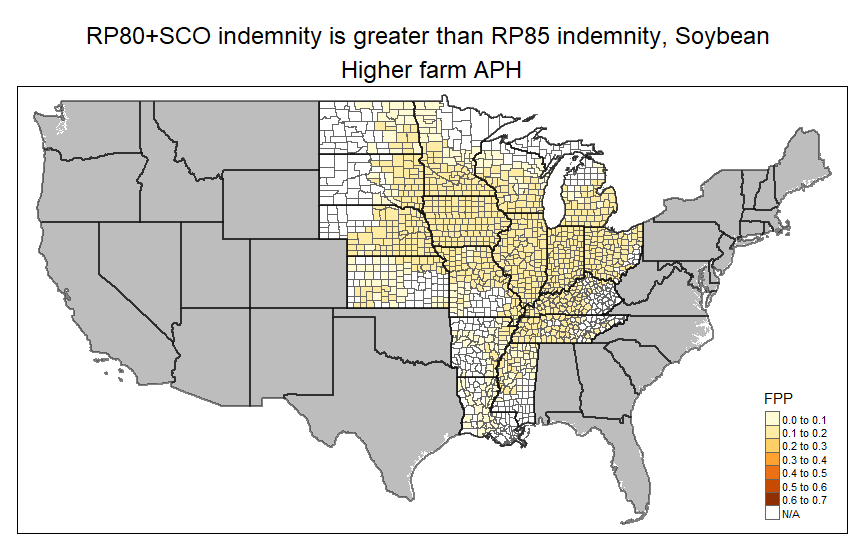 RP80+SCO indemnity is greater than RP85 indemnity, Soybean
Higher farm APH
FPP
0.0 to 0.1
0.1 to 0.2
0.2 to 0.3
0.3 to 0.4
0.4 to 0.5
0.5 to 0.6
0.6 to 0.7
N/A